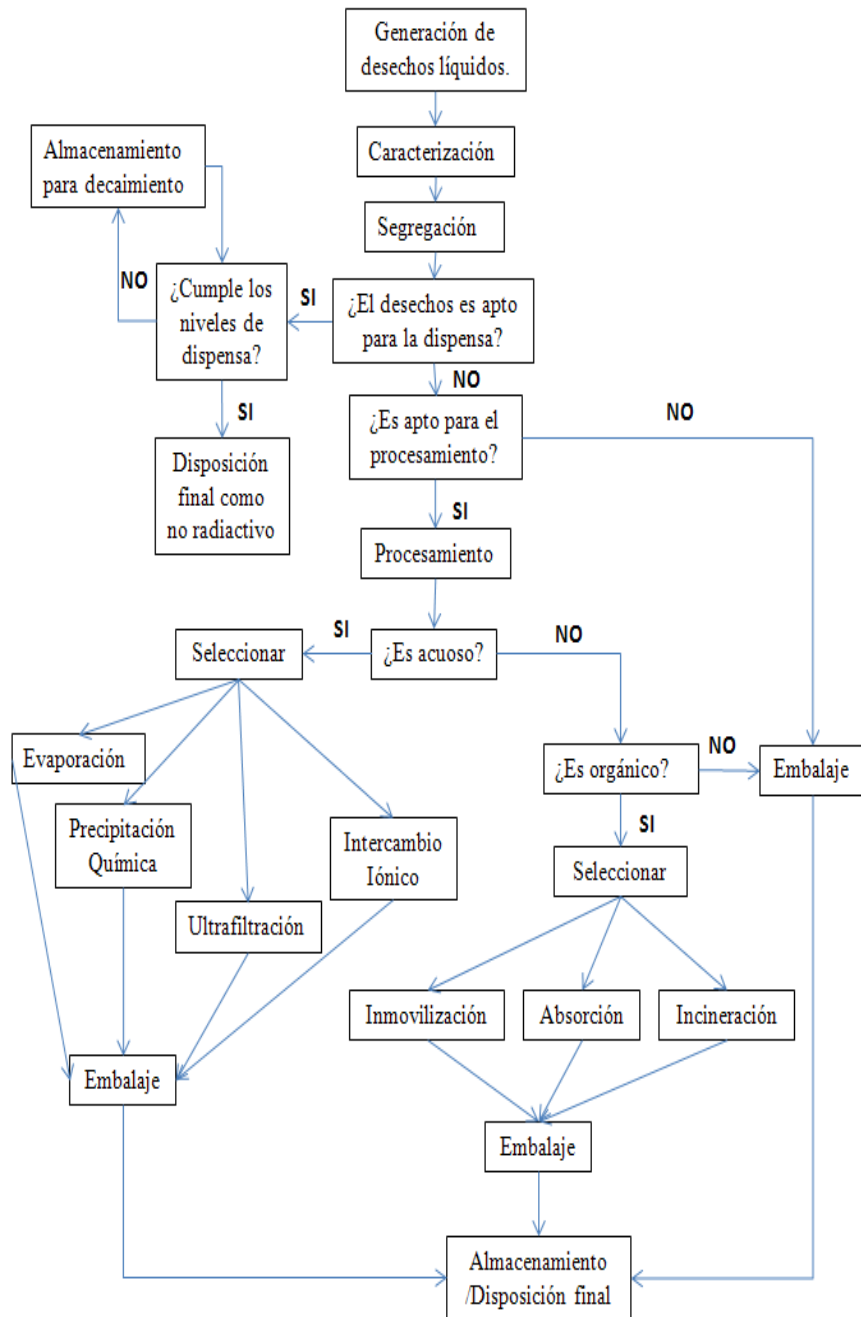 Generación de
desechos líquidos.
Caracterización
Almacenamiento
para decaimiento
Segregación
NO
¿Cumple los
niveles de
dispensa?
SI
¿El desechos es apto
para la dispensa?
SI
NO
Disposición
final como
no radiactivo
¿Es apto para el
procesamiento?
NO
SI
Procesamiento
SI
¿Es acuoso?
NO
Seleccionar
Evaporación
Precipitación
Química
Ultrafiltración
Intercambio
Iónico
Embalaje
¿Es orgánico?
NO
Embalaje
SI
Seleccionar
Inmovilización
Absorción
Incineración
Embalaje
Almacenamiento
/Disposición final